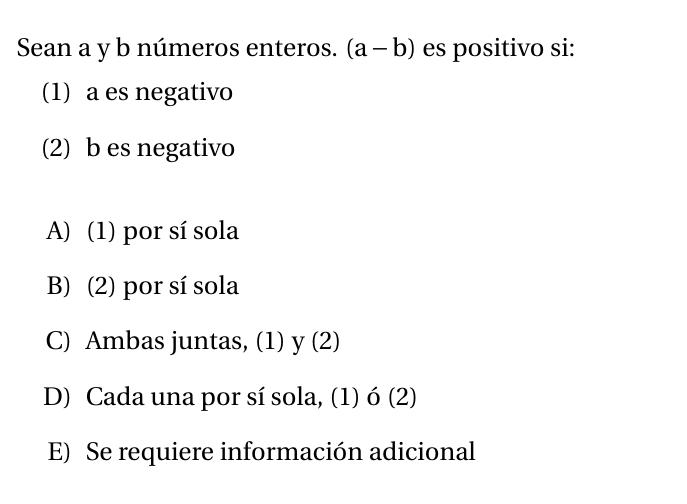 Sean a y b números enteros. (a – b) es positivo si:
(1) a es negativo
(2) b es negativo
A) (1) por sí sola
B) (2) por sí sola
C) Ambas juntas, (1) y (2)
D) Cada una por sí sola, (1) ó (2)
E) Se requiere información adicional